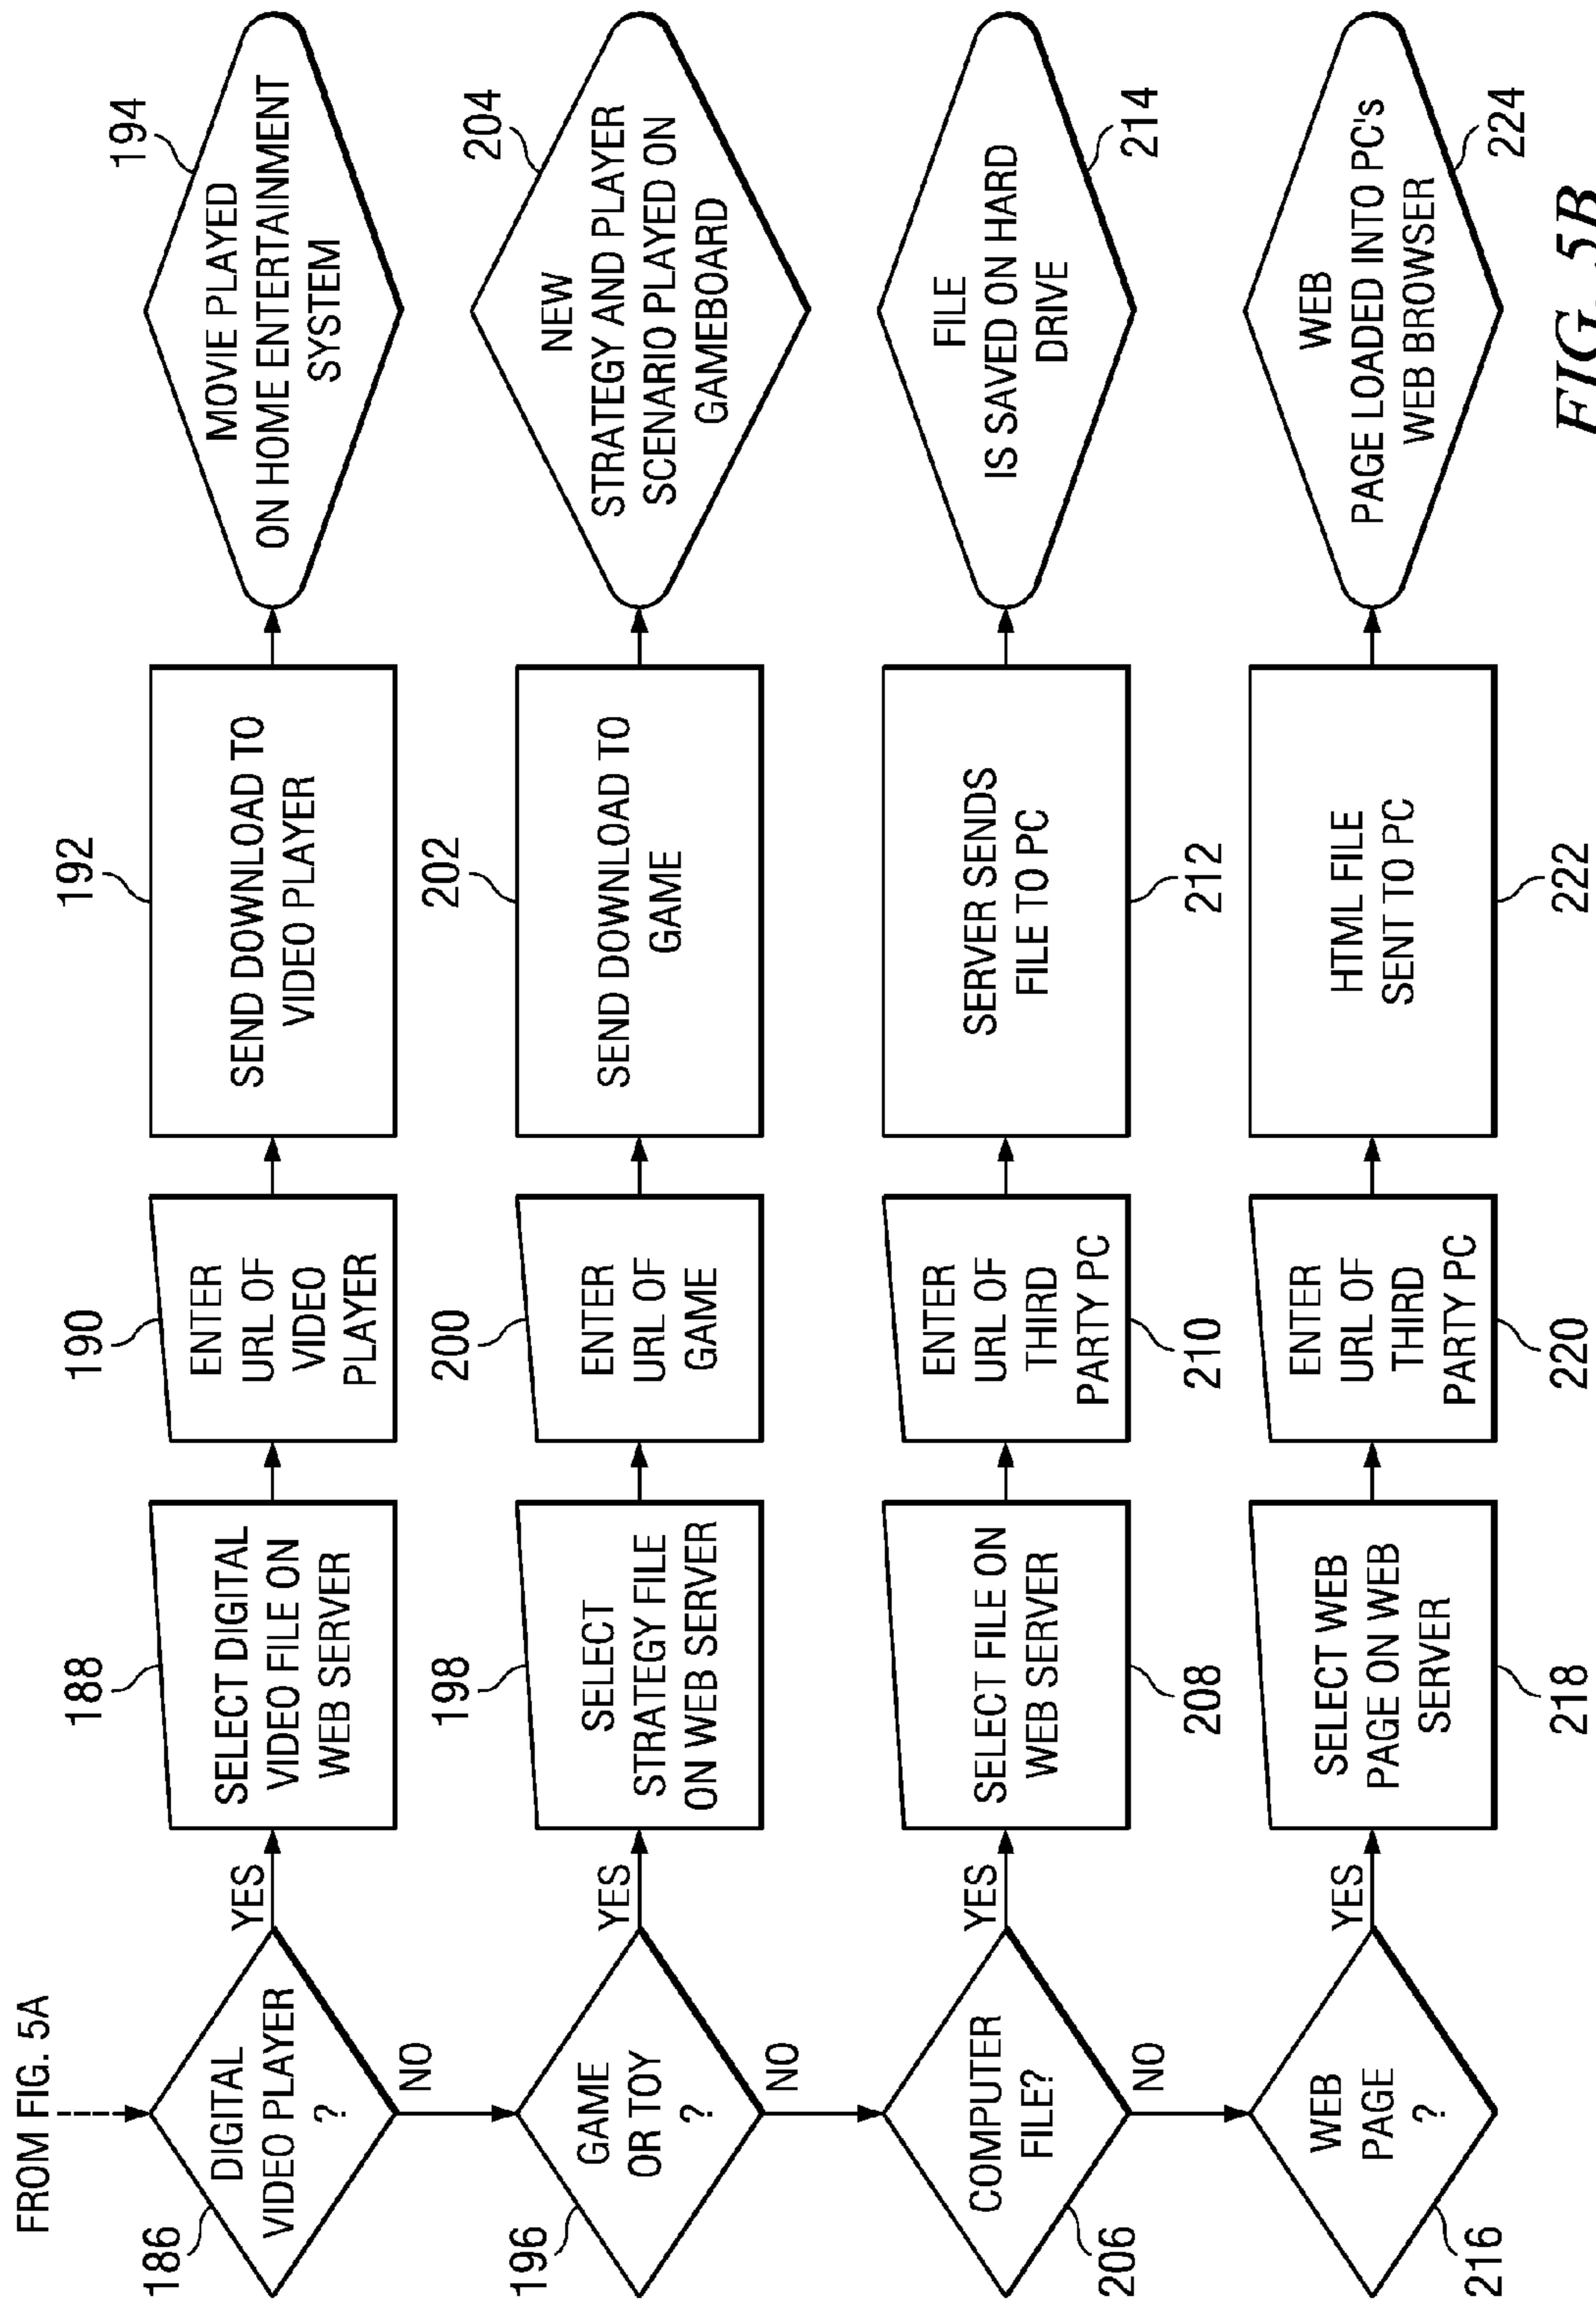 FROM FIG. 5A
186
DIGITAL
VIDEO PLAYER
?
YES
NO
188
SELECT DIGITAL
VIDEO FILE ON
WEB SERVER
190
ENTER
URL OF
VIDEO
PLAYER
192
SEND DOWNLOAD TO
VIDEO PLAYER
194
MOVIE PLAYED
ON HOME ENTERTAINMENT
SYSTEM
196
GAME
OR TOY
?
YES
NO
198
SELECT
STRATEGY FILE
ON WEB SERVER
200
ENTER
URL OF
GAME
202
SEND DOWNLOAD TO
GAME
204
NEW
STRATEGY AND PLAYER
SCENARIO PLAYED ON
GAMEBOARD
206
COMPUTER
FILE?
YES
NO
208
SELECT FILE ON
WEB SERVER
210
ENTER
URL OF
THIRD
PARTY PC
212
SERVER SENDS
FILE TO PC
214
FILE
IS SAVED ON HARD
DRIVE
216
WEB
PAGE
?
YES
218
SELECT WEB
PAGE ON WEB
SERVER
220
ENTER
URL OF
THIRD
PARTY PC
222
HTML FILE
SENT TO PC
224
WEB
PAGE LOADED INTO PC's
WEB BROWSER
FIG. 5B